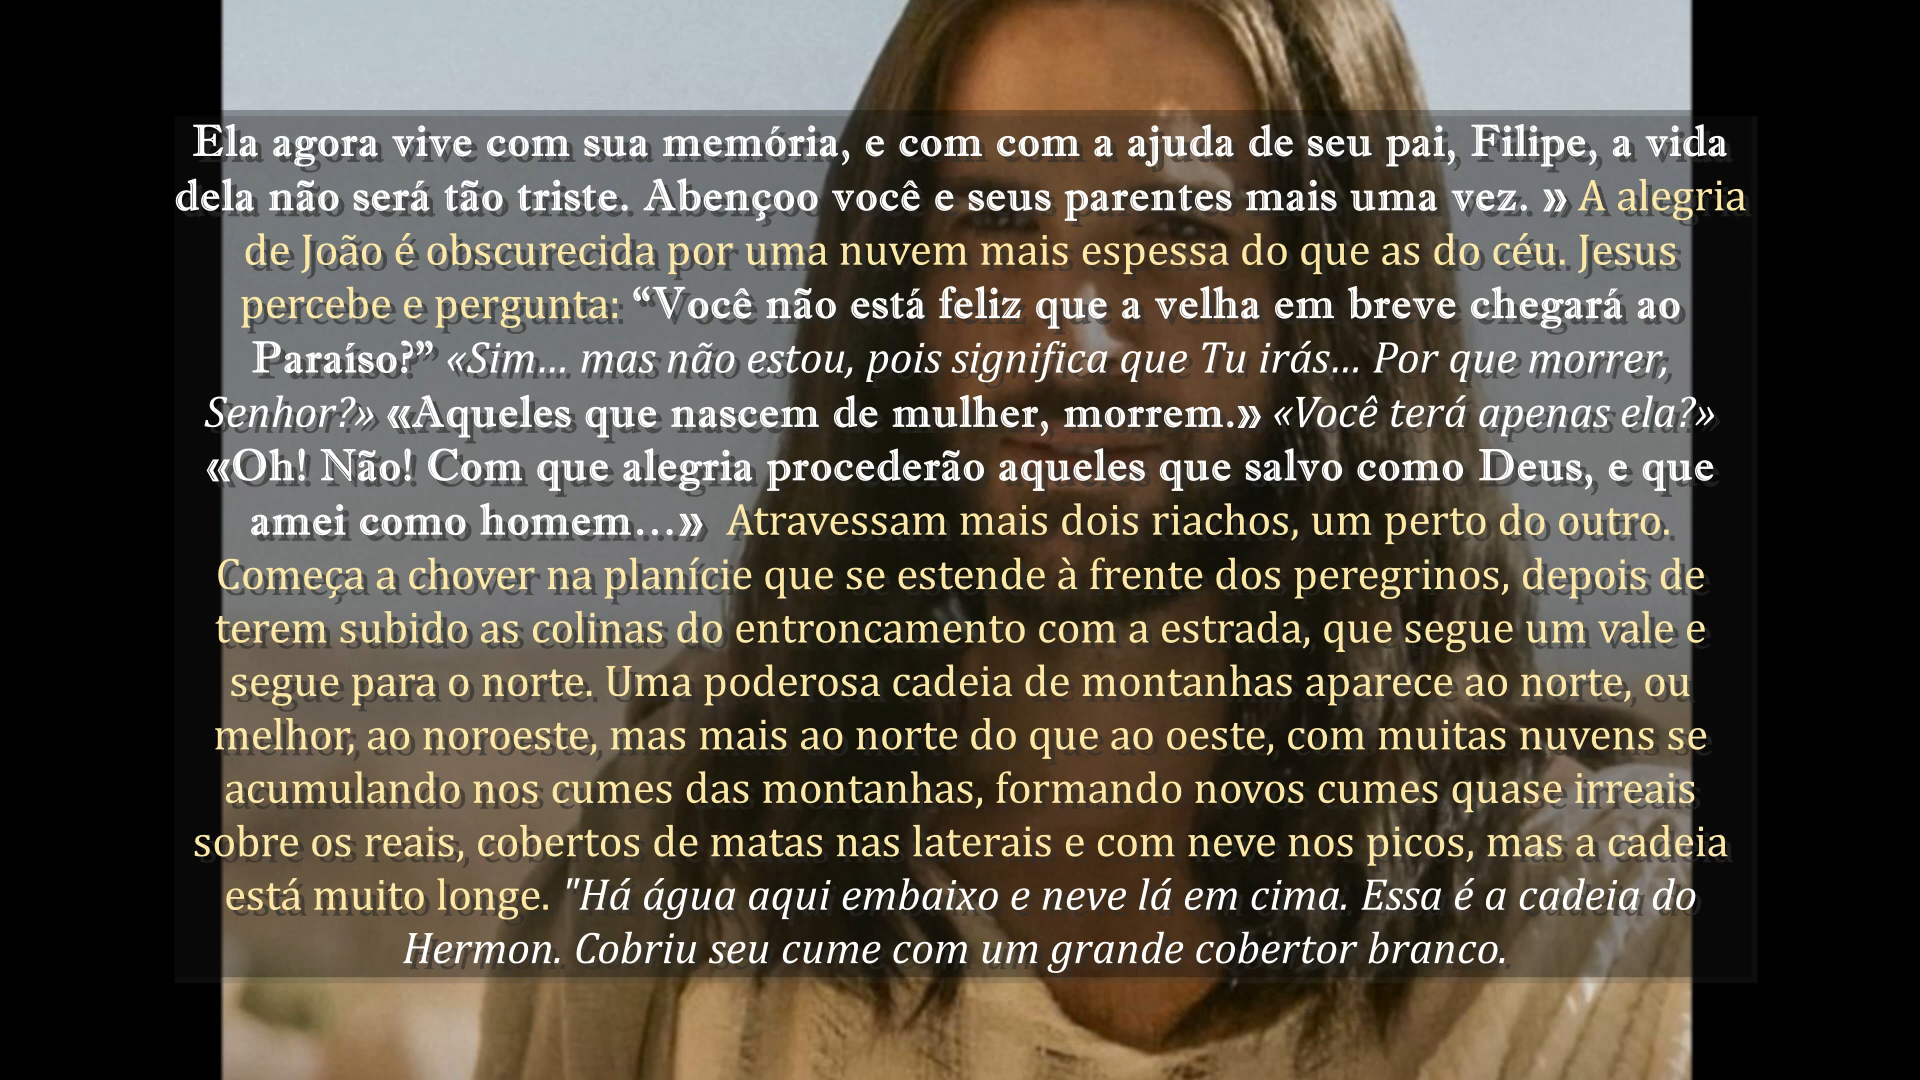 Ela agora vive com sua memória, e com com a ajuda de seu pai, Filipe, a vida
dela não será tão triste. Abençoo você e seus parentes mais uma vez. » A alegria
de João é obscurecida por uma nuvem mais espessa do que as do céu. Jesus
percebe e pergunta: “Você não está feliz que a velha em breve chegará ao
Paraíso?” «Sim... mas não estou, pois significa que Tu irás... Por que morrer,
Senhor?» «Aqueles que nascem de mulher, morrem.» «Você terá apenas ela?»
«Oh! Não! Com que alegria procederão aqueles que salvo como Deus, e que
amei como homem...» Atravessam mais dois riachos, um perto do outro.
Começa a chover na planície que se estende à frente dos peregrinos, depois de
terem subido as colinas do entroncamento com a estrada, que segue um vale e
segue para o norte. Uma poderosa cadeia de montanhas aparece ao norte, ou
melhor, ao noroeste, mas mais ao norte do que ao oeste, com muitas nuvens se
acumulando nos cumes das montanhas, formando novos cumes quase irreais
sobre os reais, cobertos de matas nas laterais e com neve nos picos, mas a cadeia
está muito longe. "Há água aqui embaixo e neve lá em cima. Essa é a cadeia do
Hermon. Cobriu seu cume com um grande cobertor branco.